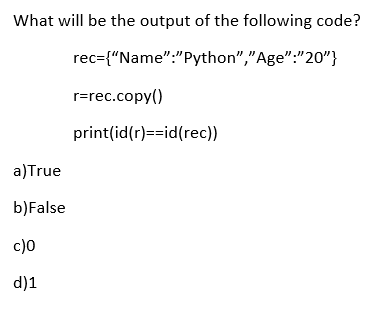 What will be the output of the following code?
rec={“Name”:”Python”,”Age”:”20”}
r=rec.copy()
print(id(r)==id(rec))
a)True
b)False
c)0
d)1